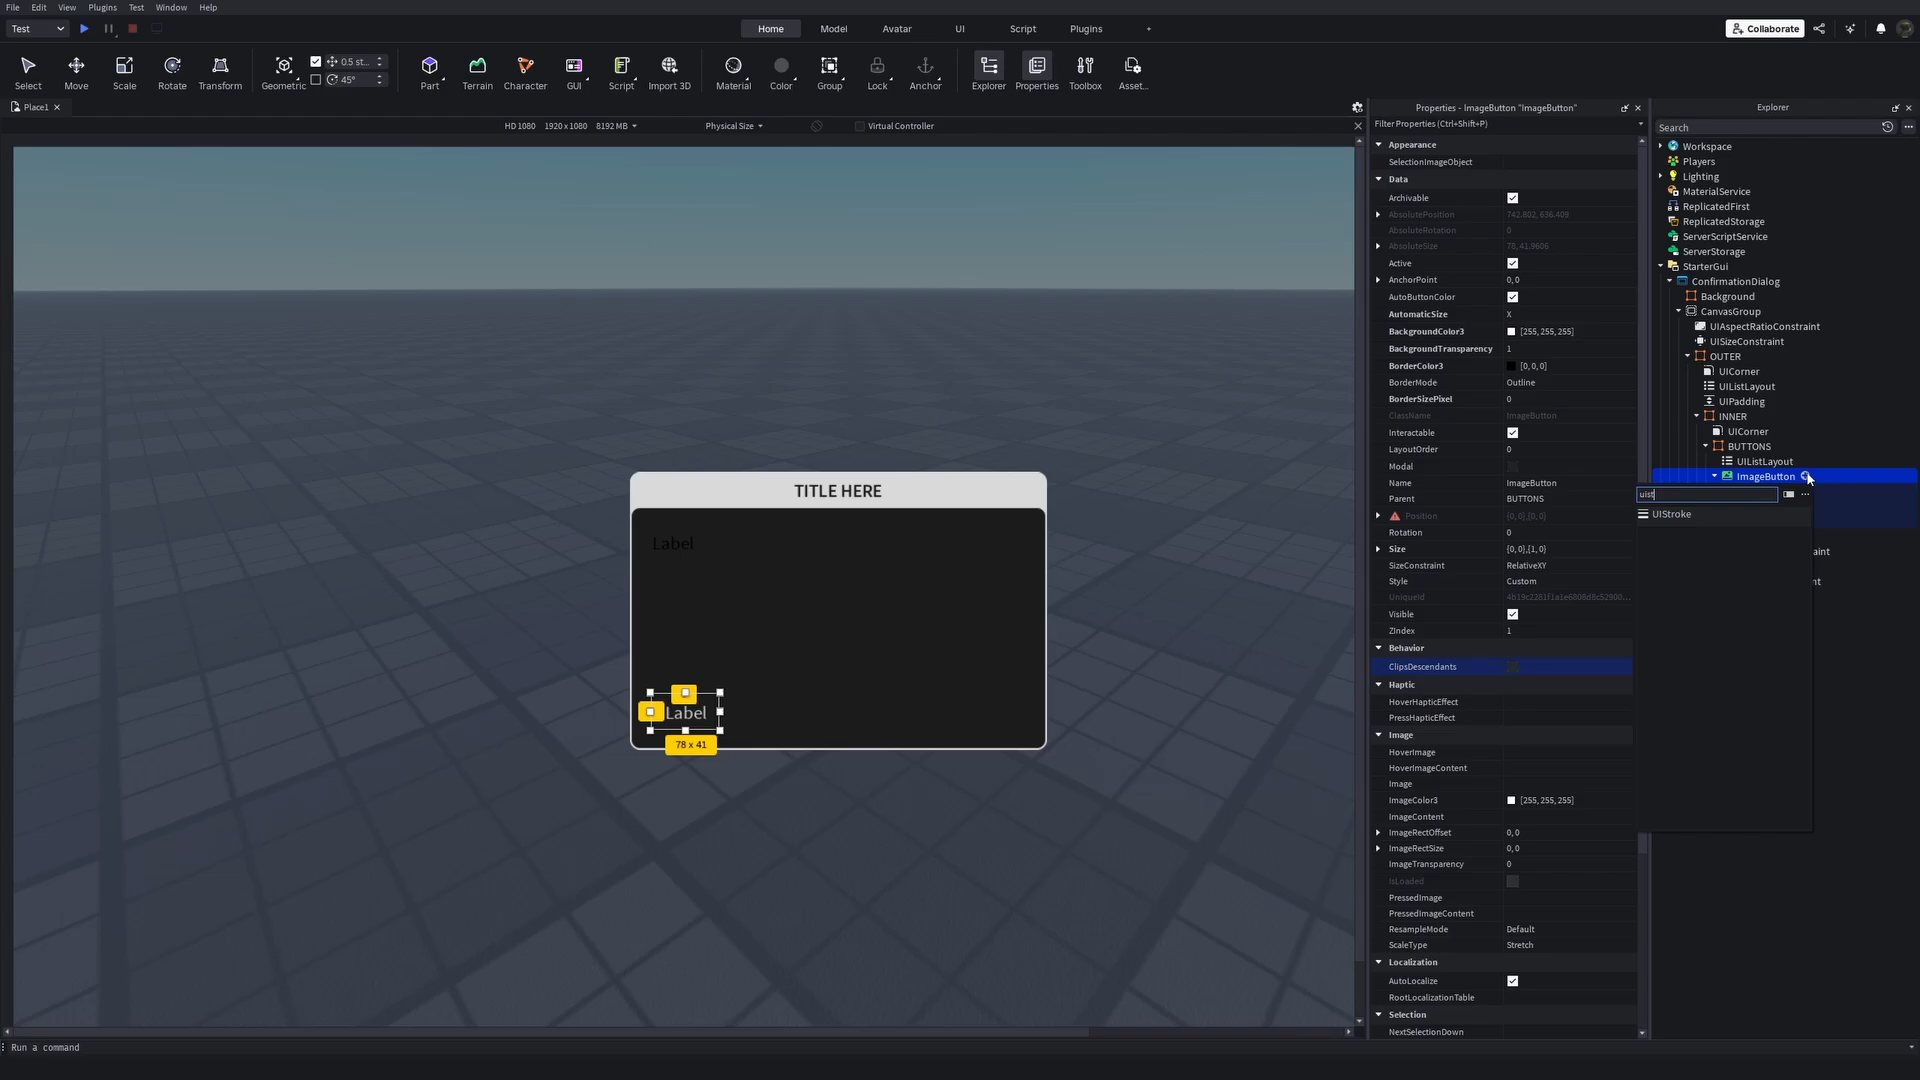 File Edit View Plugins Test Window Help
Test Home Model Avatar UI Script Plugins + Collaborate
Select Move Scale Rotate Transform Geometric 0.5 st... 45° Part Terrain Character GUI Script Import 3D Material Color Group Lock Anchor Explorer Properties Toolbox Asset...
Place1
HD 1080 1920 x 1080 8192 MB Physical Size Virtual Controller
TITLE HERE
Label
Label
78 x 41
Run a command
Properties - ImageButton "ImageButton"
Filter Properties (Ctrl+Shift+P)
Appearance
SelectionImageObject
Data
Archivable
AbsolutePosition 742.802, 636.409
AbsoluteRotation 0
AbsoluteSize 78, 41.9606
Active
AnchorPoint 0, 0
AutoButtonColor
AutomaticSize X
BackgroundColor3 [255, 255, 255]
BackgroundTransparency 1
BorderColor3 [0, 0, 0]
BorderMode Outline
BorderSizePixel 0
ClassName ImageButton
Interactable
LayoutOrder 0
Modal
Name ImageButton
Parent BUTTONS
Position {0, 0},{0, 0}
Rotation 0
Size {0, 0},{1, 0}
SizeConstraint RelativeXY
Style Custom
UniqueId
Visible
ZIndex 1
Behavior
ClipsDescendants
Haptic
HoverHapticEffect
PressHapticEffect
Image
HoverImage
HoverImageContent
Image
ImageColor3 [255, 255, 255]
ImageContent
ImageRectOffset 0, 0
ImageRectSize 0, 0
ImageTransparency 0
IsLoaded
PressedImage
PressedImageContent
ResampleMode Default
ScaleType Stretch
Localization
AutoLocalize
RootLocalizationTable
Selection
NextSelectionDown
Explorer
Search
Workspace
Players
Lighting
MaterialService
ReplicatedFirst
ReplicatedStorage
ServerScriptService
ServerStorage
StarterGui
ConfirmationDialog
Background
CanvasGroup
UIAspectRatioConstraint
UISizeConstraint
OUTER
UICorner
UIListLayout
UIPadding
INNER
UICorner
BUTTONS
UIListLayout
ImageButton
uist
UIStroke
aint
nt